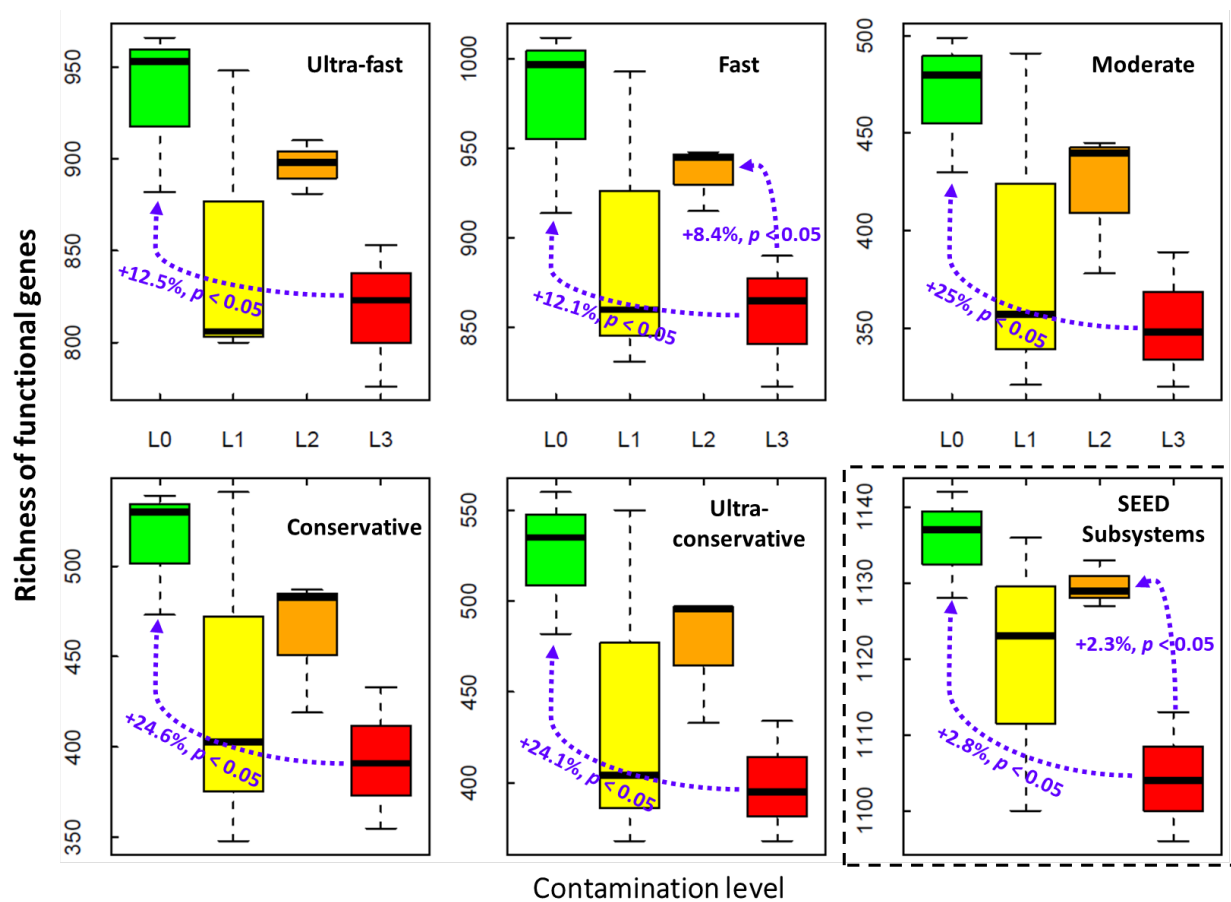 Richness of functional genes
Ultra-fast
950
900
850
800
+12.5%, p < 0.05
Fast
1000
950
900
850
+8.4%, p < 0.05
+12.1%, p < 0.05
Moderate
500
450
400
350
+25%, p < 0.05
L0 L1 L2 L3
L0 L1 L2 L3
L0 L1 L2 L3
Conservative
500
450
400
350
+24.6%, p < 0.05
Ultra-
conservative
550
500
450
400
+24.1%, p < 0.05
SEED
Subsystems
1140
1130
1120
1110
1100
+2.3%, p < 0.05
+2.8%, p < 0.05
Contamination level